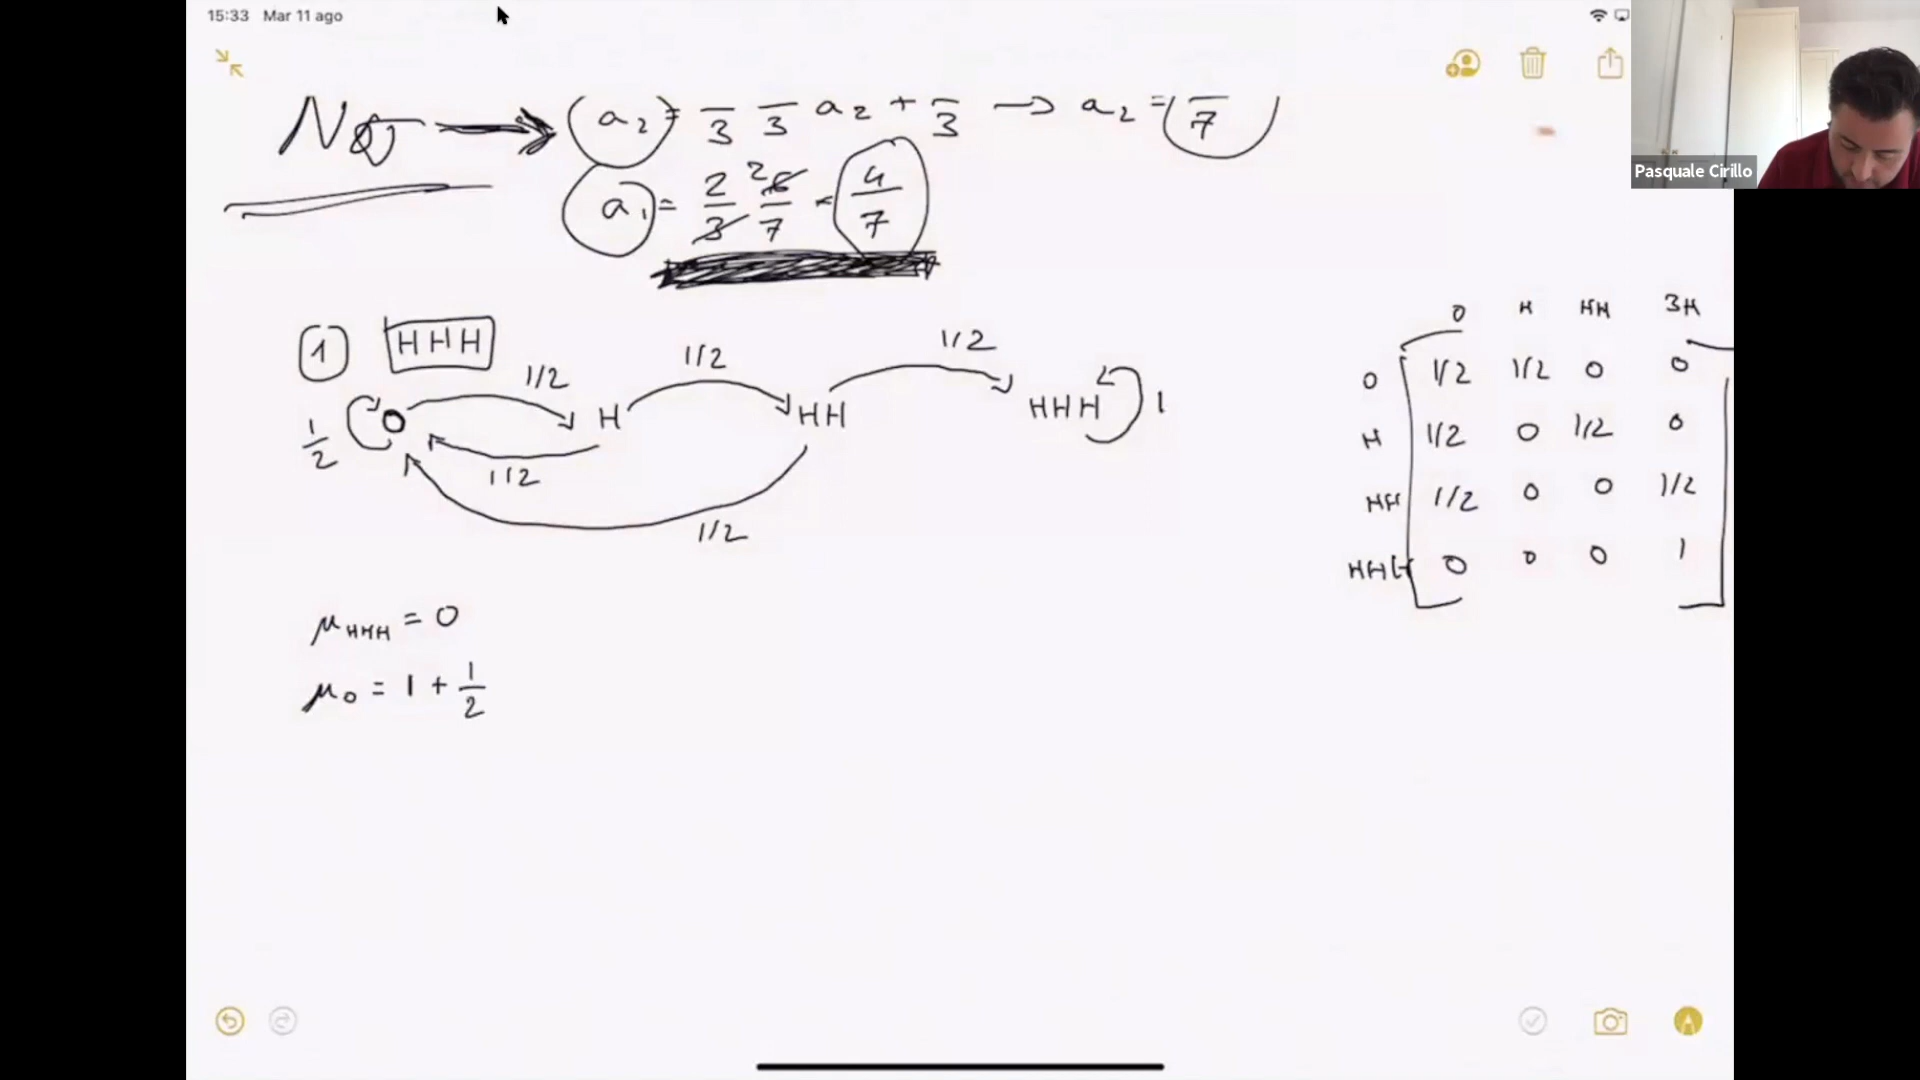 15:33 Mar 11 ago
Pasquale Cirillo
No → a₂ = — — a₂ + — → a₂ = —
3 3 3 7
a₁ = 2/3 2 6/7 = 4/7
1 HHH
1/2 1/2 1/2
1/2 0 H HH HHH 1
1/2
1/2
0 H HH 3H
0 1/2 1/2 0 0
H 1/2 0 1/2 0
HH 1/2 0 0 1/2
HHH 0 0 0 1
μHHH = 0
μ0 = 1 + 1/2